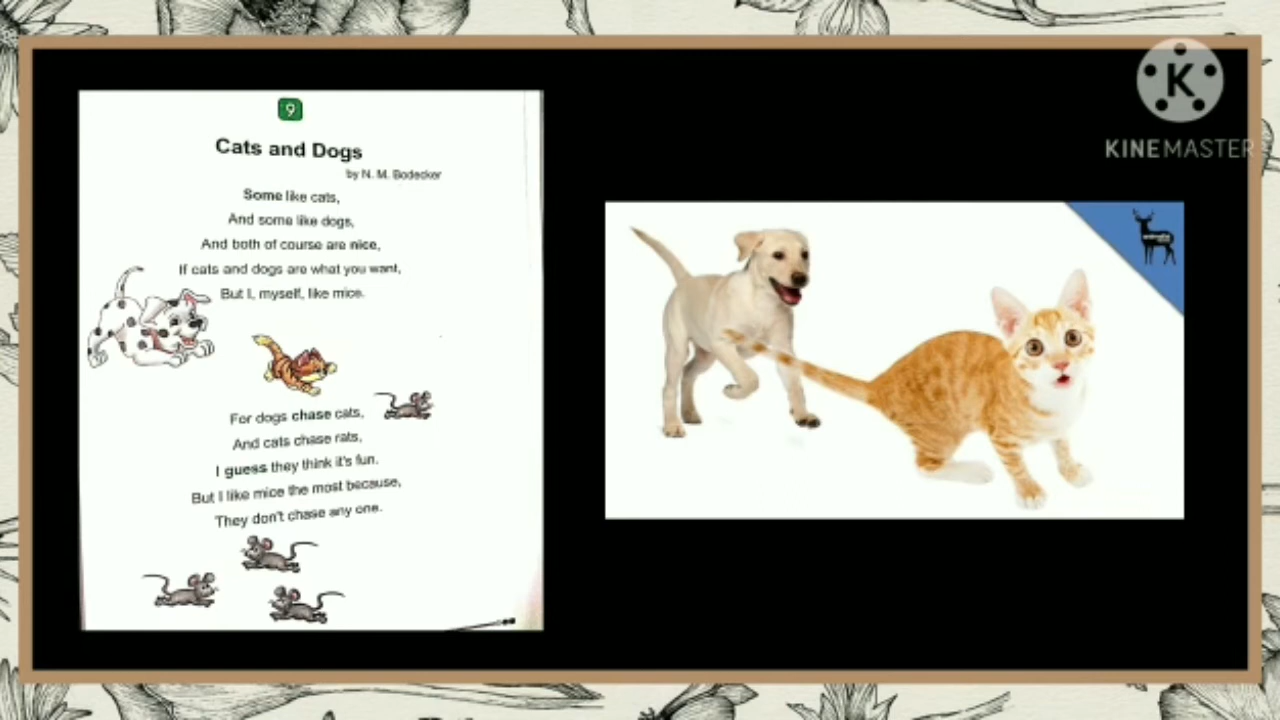 9
Cats and Dogs
by N. M. Bodecker
Some like cats,
And some like dogs,
And both of course are nice,
If cats and dogs are what you want,
But I, myself, like mice.
For dogs chase cats,
And cats chase rats,
I guess they think it's fun.
But I like mice the most because,
They don't chase any one.
K
KINEMASTER